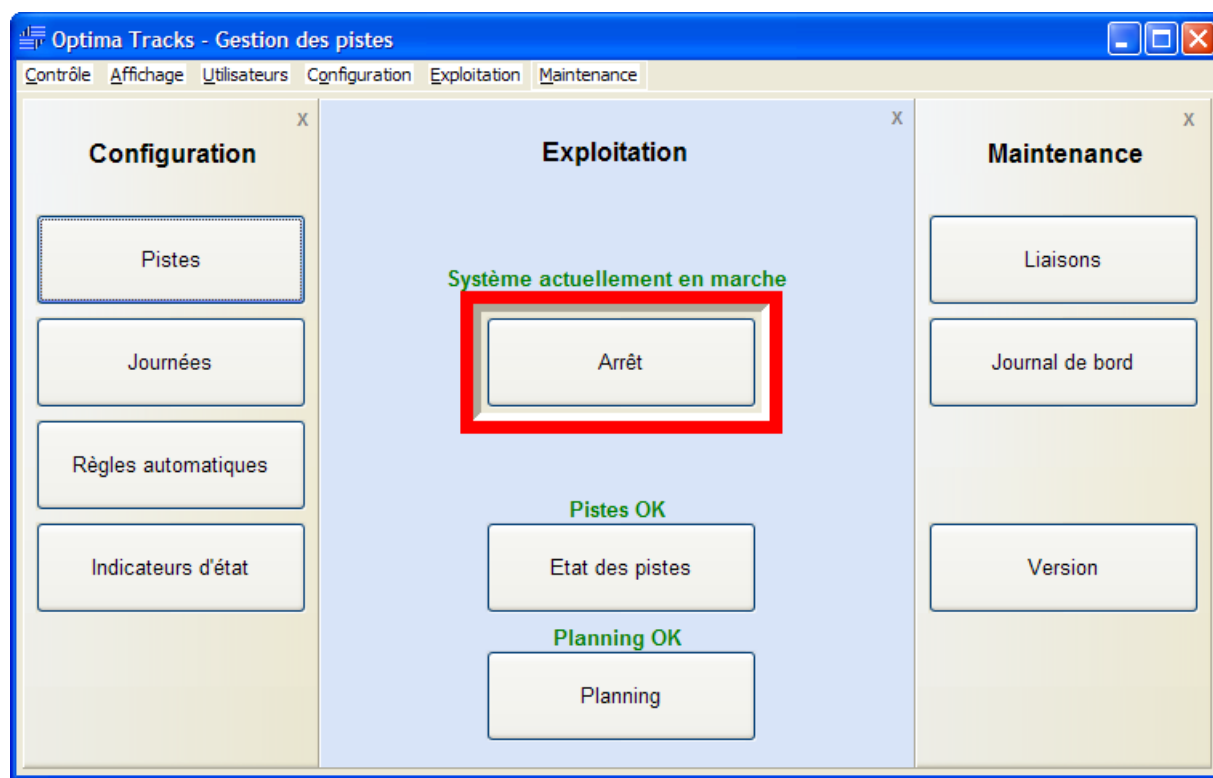 Optima Tracks - Gestion des pistes
Contrôle Affichage Utilisateurs Configuration Exploitation Maintenance
X
Configuration
Pistes
Journées
Règles automatiques
Indicateurs d'état
X
Exploitation
Système actuellement en marche
Arrêt
Pistes OK
Etat des pistes
Planning OK
Planning
X
Maintenance
Liaisons
Journal de bord
Version